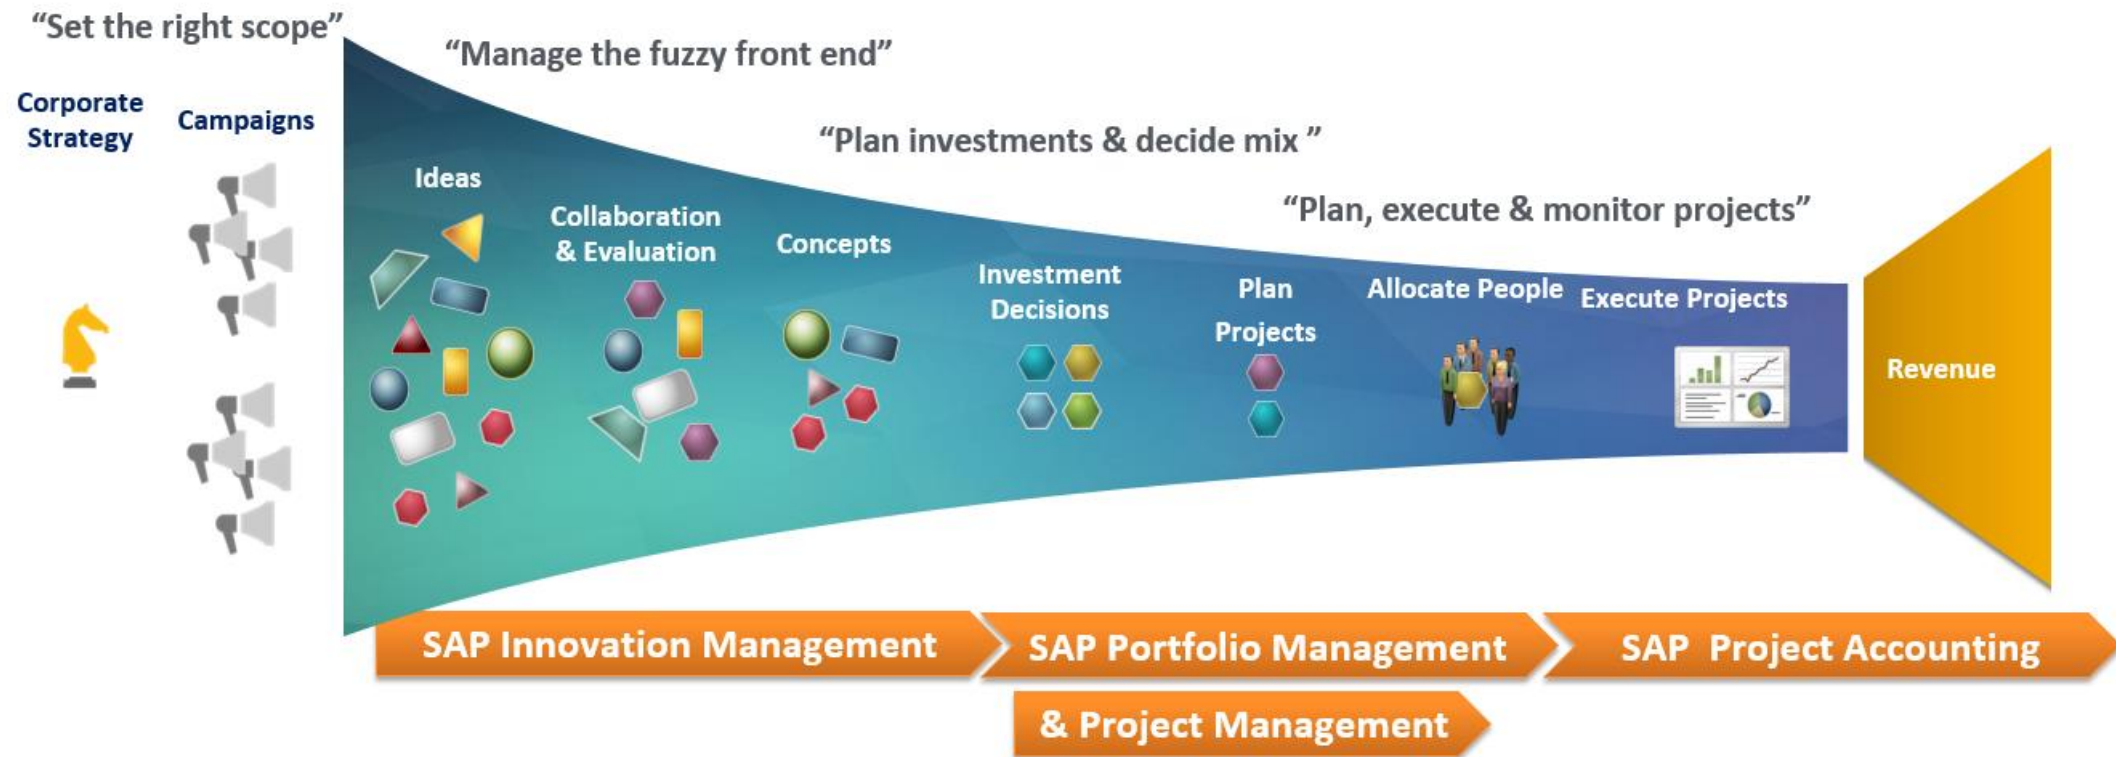 “Set the right scope”
“Manage the fuzzy front end”
“Plan investments & decide mix ”
“Plan, execute & monitor projects”
Corporate
Strategy
Campaigns
Ideas
Collaboration
& Evaluation
Concepts
Investment
Decisions
Plan
Projects
Allocate People
Execute Projects
Revenue
SAP Innovation Management
SAP Portfolio Management
& Project Management
SAP  Project Accounting